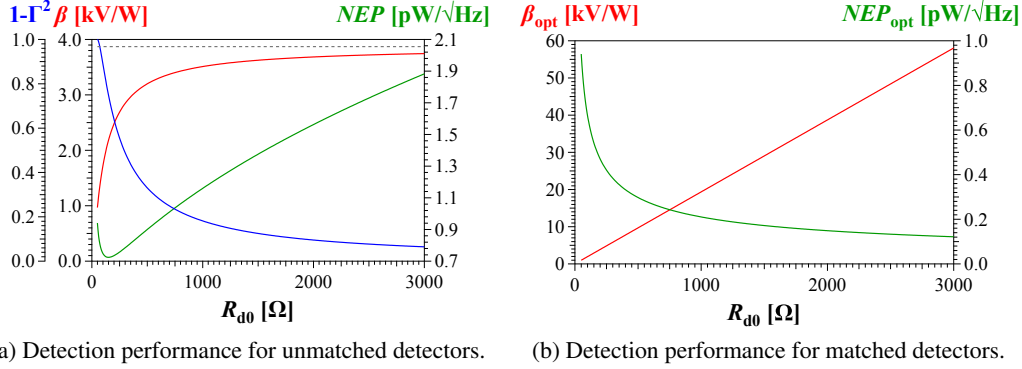 1-Γ² β [kV/W] NEP [pW/√Hz]
1.0 4.0 2.1
1.9
0.8 3.0 1.7
0.6 1.5
2.0
0.4 1.3
1.1
0.2 1.0 0.9
0.0 0.0 0.7
0 1000 2000 3000
R_d0 [Ω]
a) Detection performance for unmatched detectors.
β_opt [kV/W] NEP_opt [pW/√Hz]
60 1.0
50 0.8
40
0.6
30
0.4
20
10 0.2
0 0.0
0 1000 2000 3000
R_d0 [Ω]
(b) Detection performance for matched detectors.